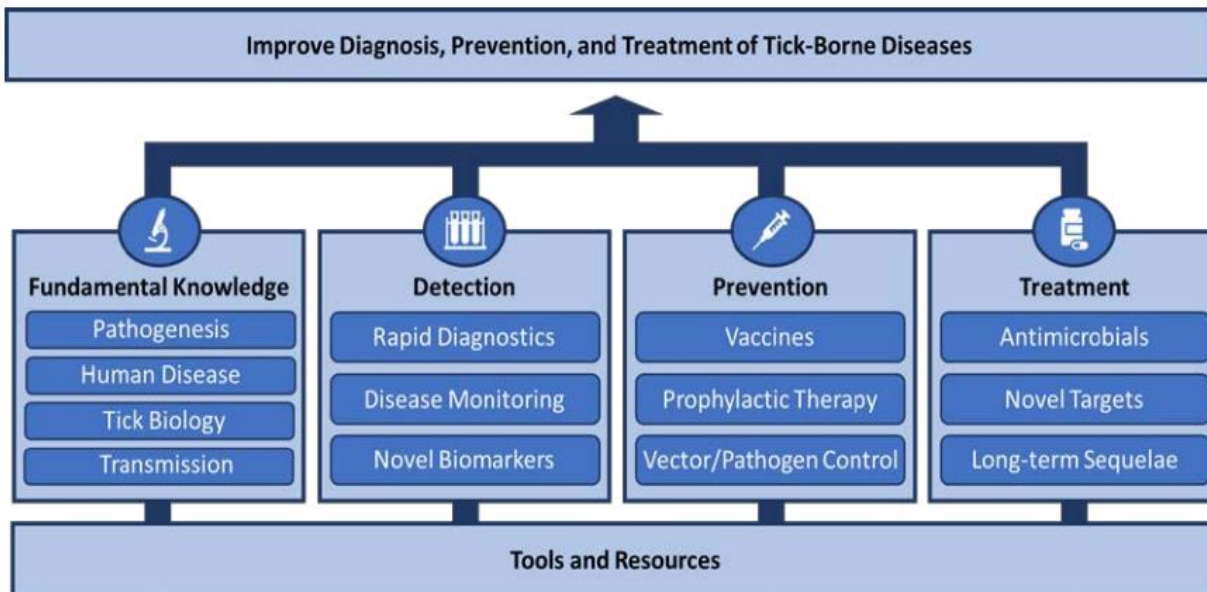 Improve Diagnosis, Prevention, and Treatment of Tick-Borne Diseases
Fundamental Knowledge
Pathogenesis
Human Disease
Tick Biology
Transmission
Detection
Rapid Diagnostics
Disease Monitoring
Novel Biomarkers
Prevention
Vaccines
Prophylactic Therapy
Vector/Pathogen Control
Treatment
Antimicrobials
Novel Targets
Long-term Sequelae
Tools and Resources